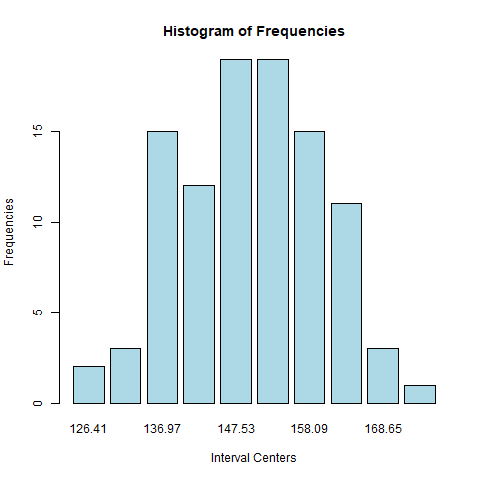 Histogram of Frequencies
Frequencies
15
10
5
0
126.41 136.97 147.53 158.09 168.65
Interval Centers